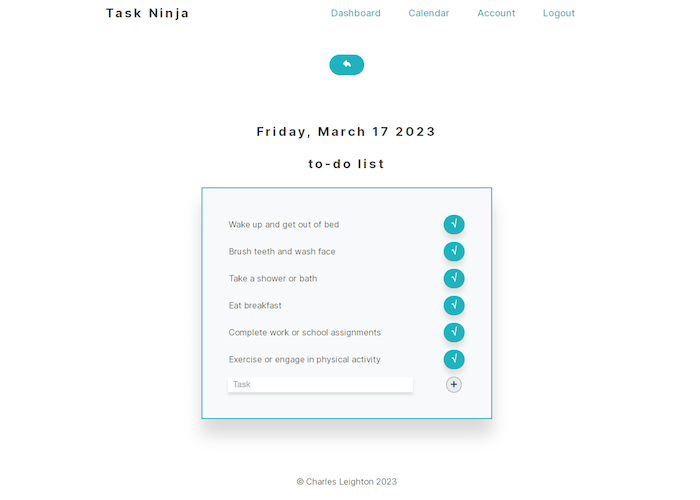 Task Ninja
Dashboard Calendar Account Logout
Friday, March 17 2023
to-do list
Wake up and get out of bed √
Brush teeth and wash face √
Take a shower or bath √
Eat breakfast √
Complete work or school assignments √
Exercise or engage in physical activity √
Task +
© Charles Leighton 2023